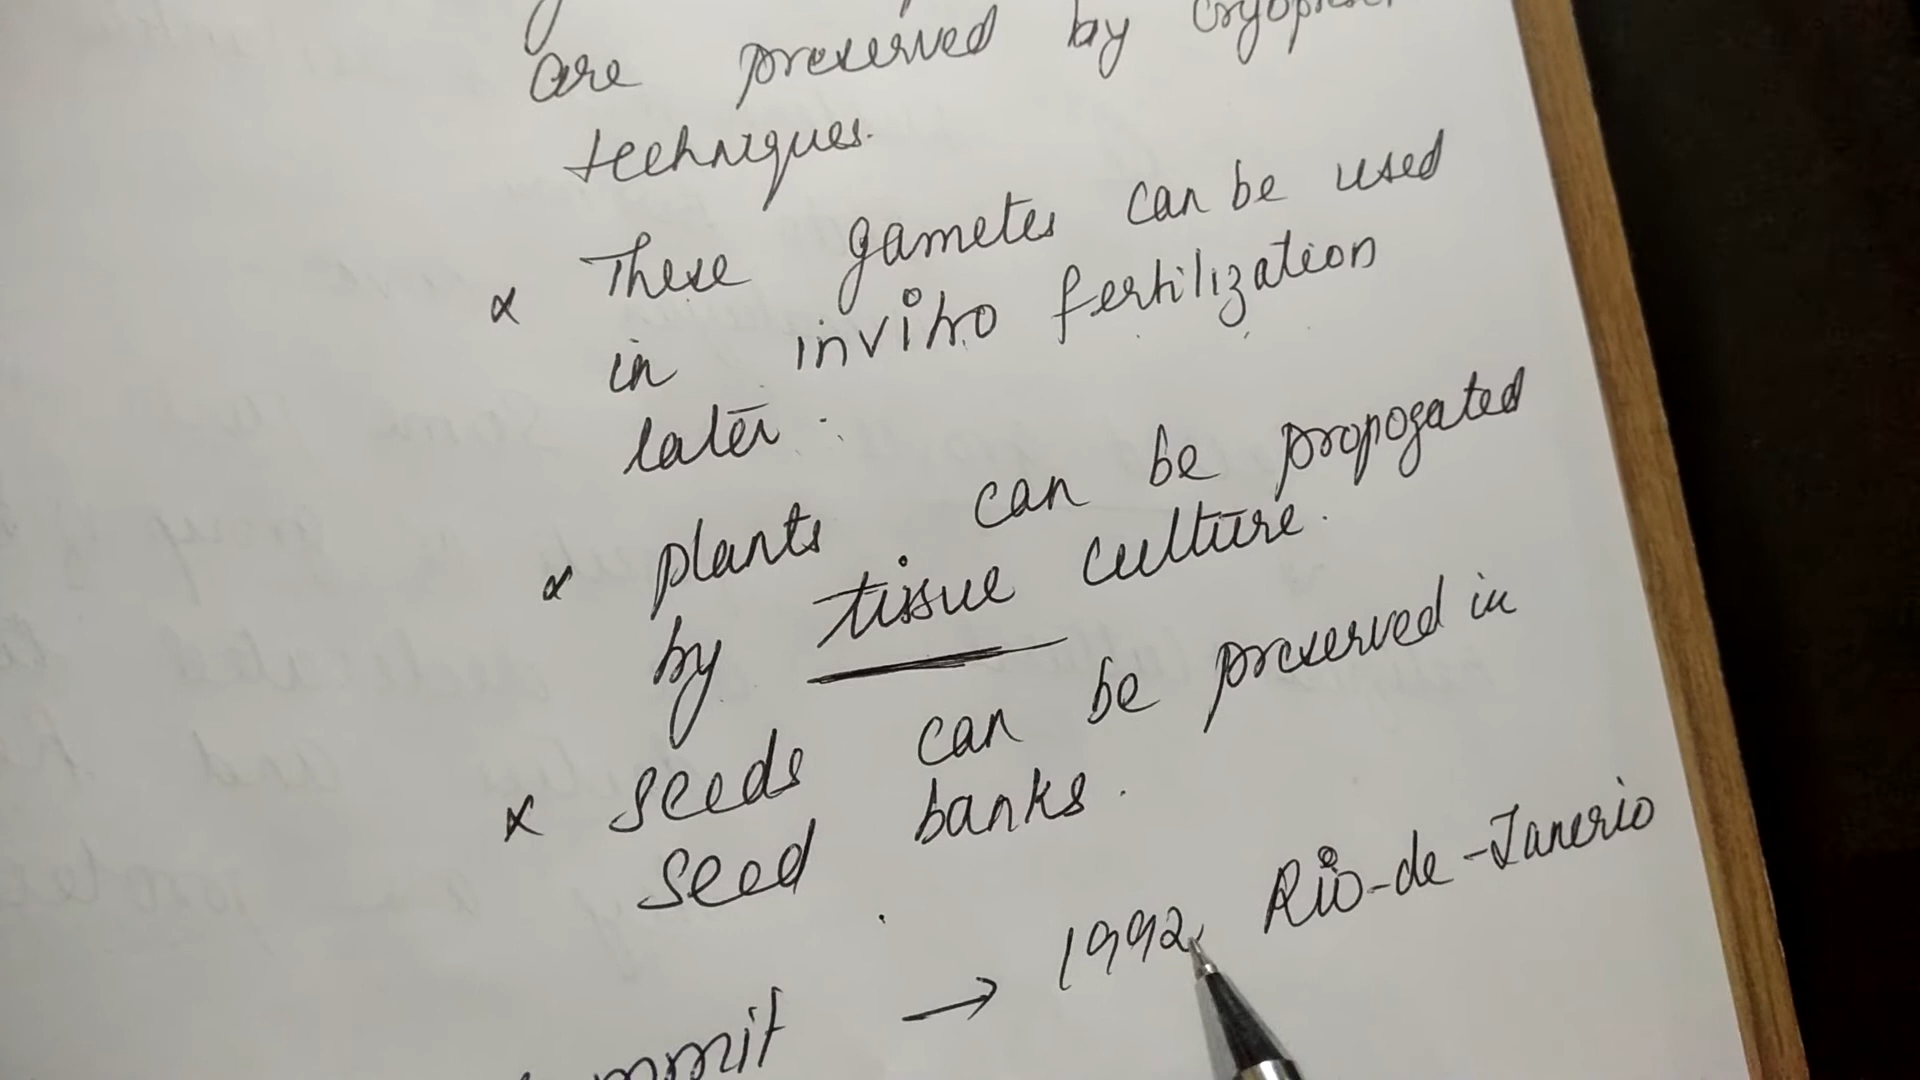 are preserved by
techniques.
* These gametes can be used
in invitro fertilization
later.
* plants can be propogated
by tissue culture.
* seeds can be preserved in
seed banks.
→ 1992, Rio-de-Janerio